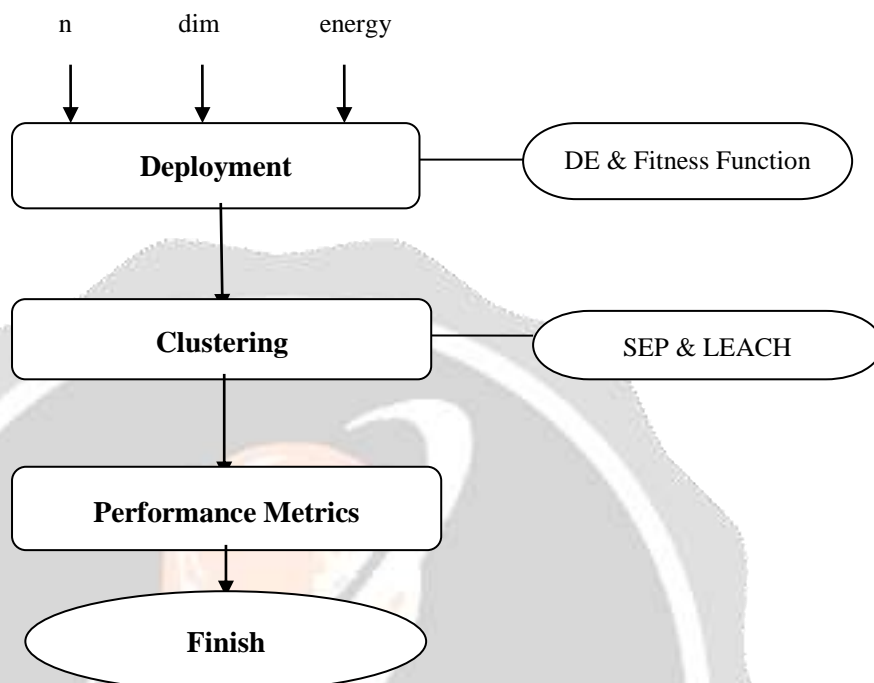 n dim energy
Deployment
DE & Fitness Function
Clustering
SEP & LEACH
Performance Metrics
Finish